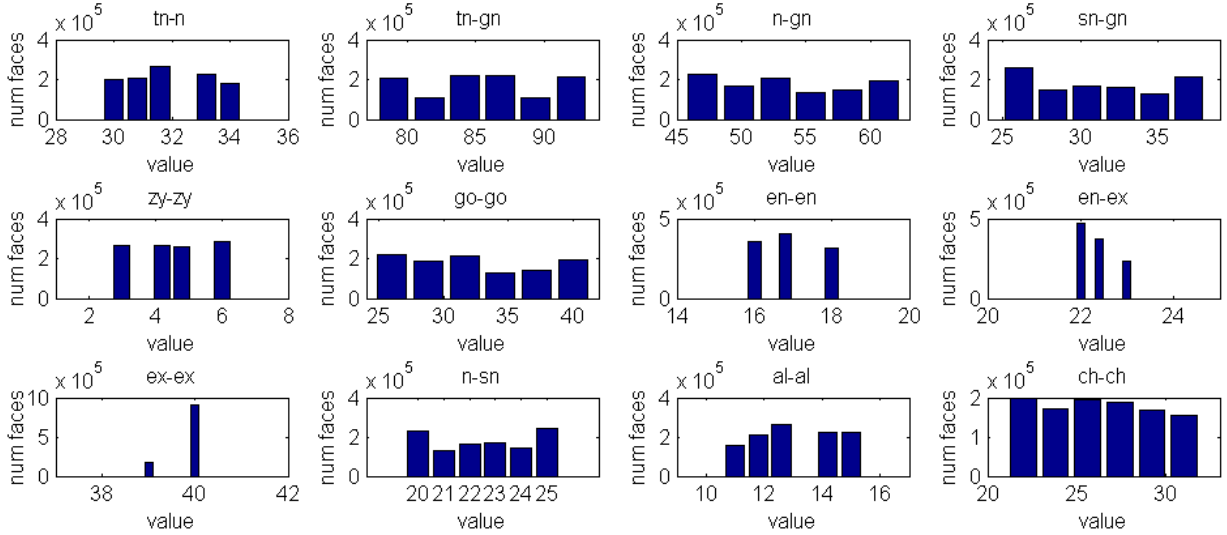 tn-n
x 10^5
num faces
4
2
0
28 30 32 34 36
value
tn-gn
x 10^5
num faces
4
2
0
80 85 90
value
n-gn
x 10^5
num faces
4
2
0
45 50 55 60
value
sn-gn
x 10^5
num faces
4
2
0
25 30 35
value
zy-zy
x 10^5
num faces
4
2
0
2 4 6 8
value
go-go
x 10^5
num faces
4
2
0
25 30 35 40
value
en-en
x 10^5
num faces
5
0
14 16 18 20
value
en-ex
x 10^5
num faces
5
0
20 22 24
value
ex-ex
x 10^5
num faces
10
5
0
38 40 42
value
n-sn
x 10^5
num faces
4
2
0
20 21 22 23 24 25
value
al-al
x 10^5
num faces
4
2
0
10 12 14 16
value
ch-ch
x 10^5
num faces
2
1
0
20 25 30
value